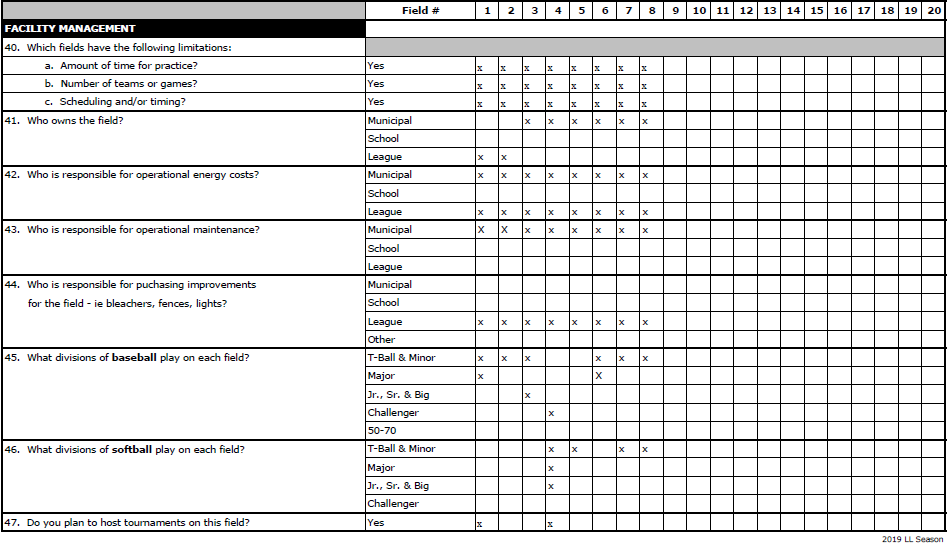 Field # 1 2 3 4 5 6 7 8 9 10 11 12 13 14 15 16 17 18 19 20
FACILITY MANAGEMENT
40. Which fields have the following limitations:
a. Amount of time for practice? Yes x x x x x x x x
b. Number of teams or games? Yes x x x x x x x x
c. Scheduling and/or timing? Yes x x x x x x x x
41. Who owns the field? Municipal x x x x x x
School
League x x
42. Who is responsible for operational energy costs? Municipal x x x x x x x x
School
League x x x x x x x x
43. Who is responsible for operational maintenance? Municipal X X x x x x x x
School
League
44. Who is responsible for puchasing improvements Municipal
for the field - ie bleachers, fences, lights? School
League x x x x x x x x
Other
45. What divisions of baseball play on each field? T-Ball & Minor x x x x x x
Major x X
Jr., Sr. & Big x
Challenger x
50-70
46. What divisions of softball play on each field? T-Ball & Minor x x x x
Major x
Jr., Sr. & Big x
Challenger
47. Do you plan to host tournaments on this field? Yes x x
2019 LL Season